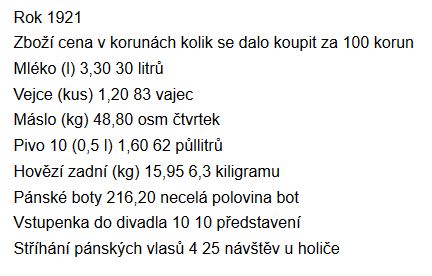 Rok 1921
Zboží cena v korunách kolik se dalo koupit za 100 korun
Mléko (l) 3,30 30 litrů
Vejce (kus) 1,20 83 vajec
Máslo (kg) 48,80 osm čtvrtek
Pivo 10 (0,5 l) 1,60 62 půllitrů
Hovězí zadní (kg) 15,95 6,3 kiligramu
Pánské boty 216,20 necelá polovina bot
Vstupenka do divadla 10 10 představení
Stříhání pánských vlasů 4 25 návštěv u holiče